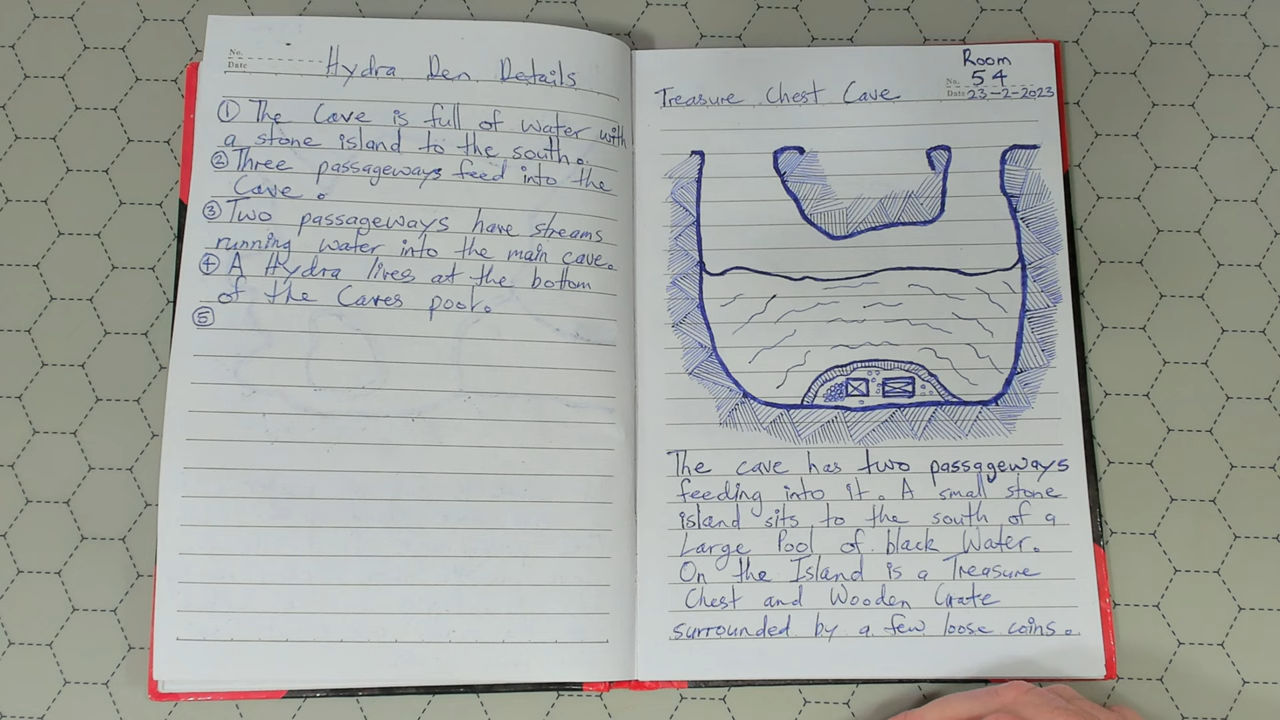 No.
Date
Hydra Den Details
① The Cave is full of water with
a stone island to the south.
② Three passageways feed into the
Cave.
③ Two passageways have streams
running water into the main cave.
④ A Hydra lives at the bottom
of the Caves pool.
⑤
Room
No. 54
Date 23-2-2023
Treasure Chest Cave
The cave has two passageways
feeding into it. A small stone
island sits to the south of a
Large Pool of black Water.
On the Island is a Treasure
Chest and Wooden Crate
surrounded by a few loose coins.